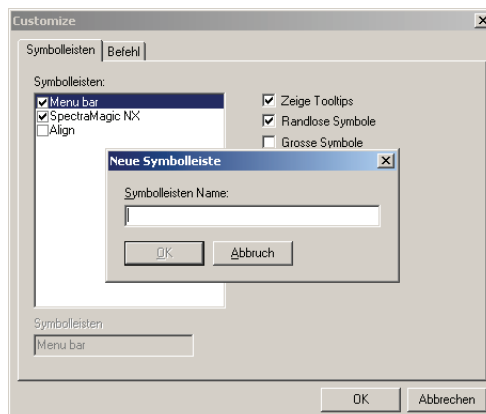 Customize
Symbolleisten Befehl
Symbolleisten:
Menu bar
SpectraMagic NX
Align
Zeige Tooltips
Randlose Symbole
Grosse Symbole
Neue Symbolleiste
Symbolleisten Name:
OK Abbruch
Symbolleisten
Menu bar
OK Abbrechen